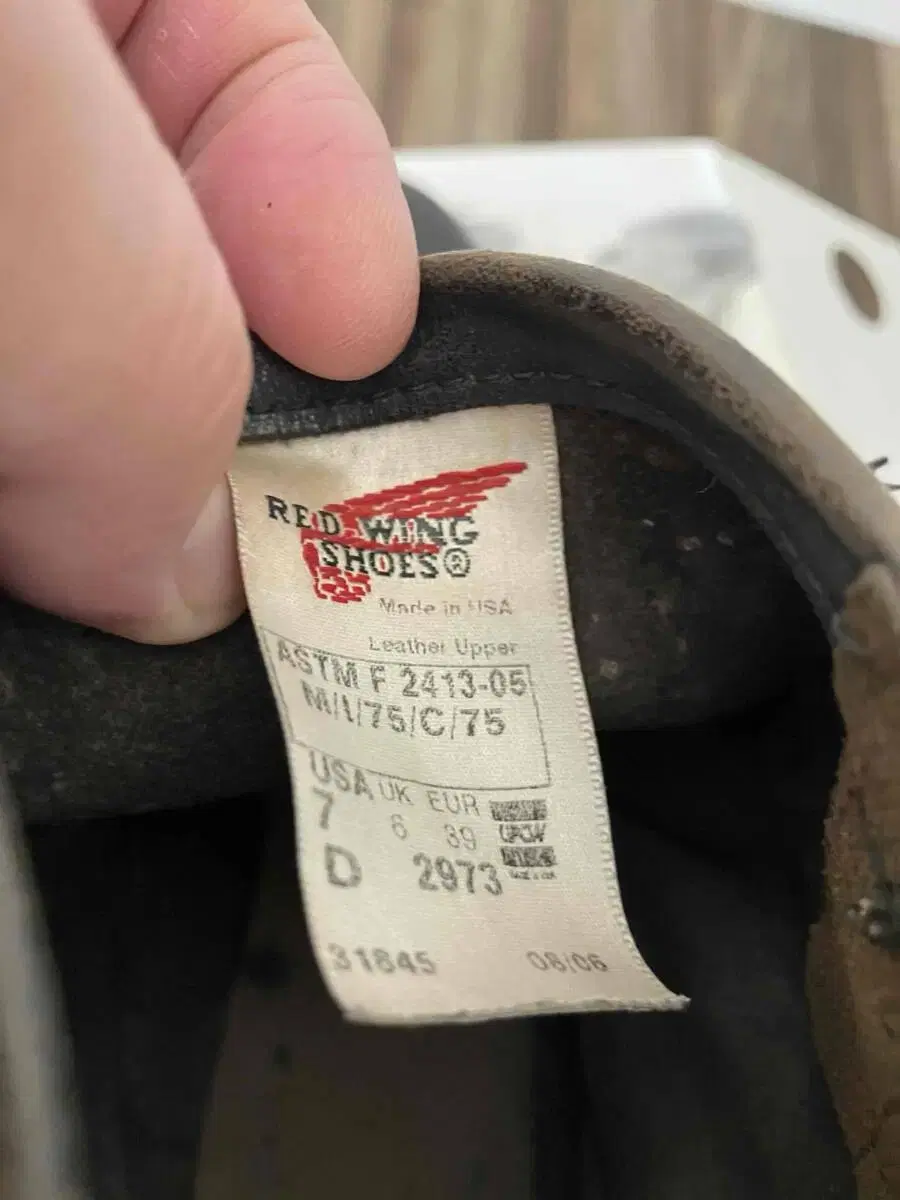 RED WING
SHOES®
Made in USA
Leather Upper
ASTM F 2413-05
M/I/75/C/75
USA UK EUR
7 6 39
UFCW
D 2973
31845 08/06